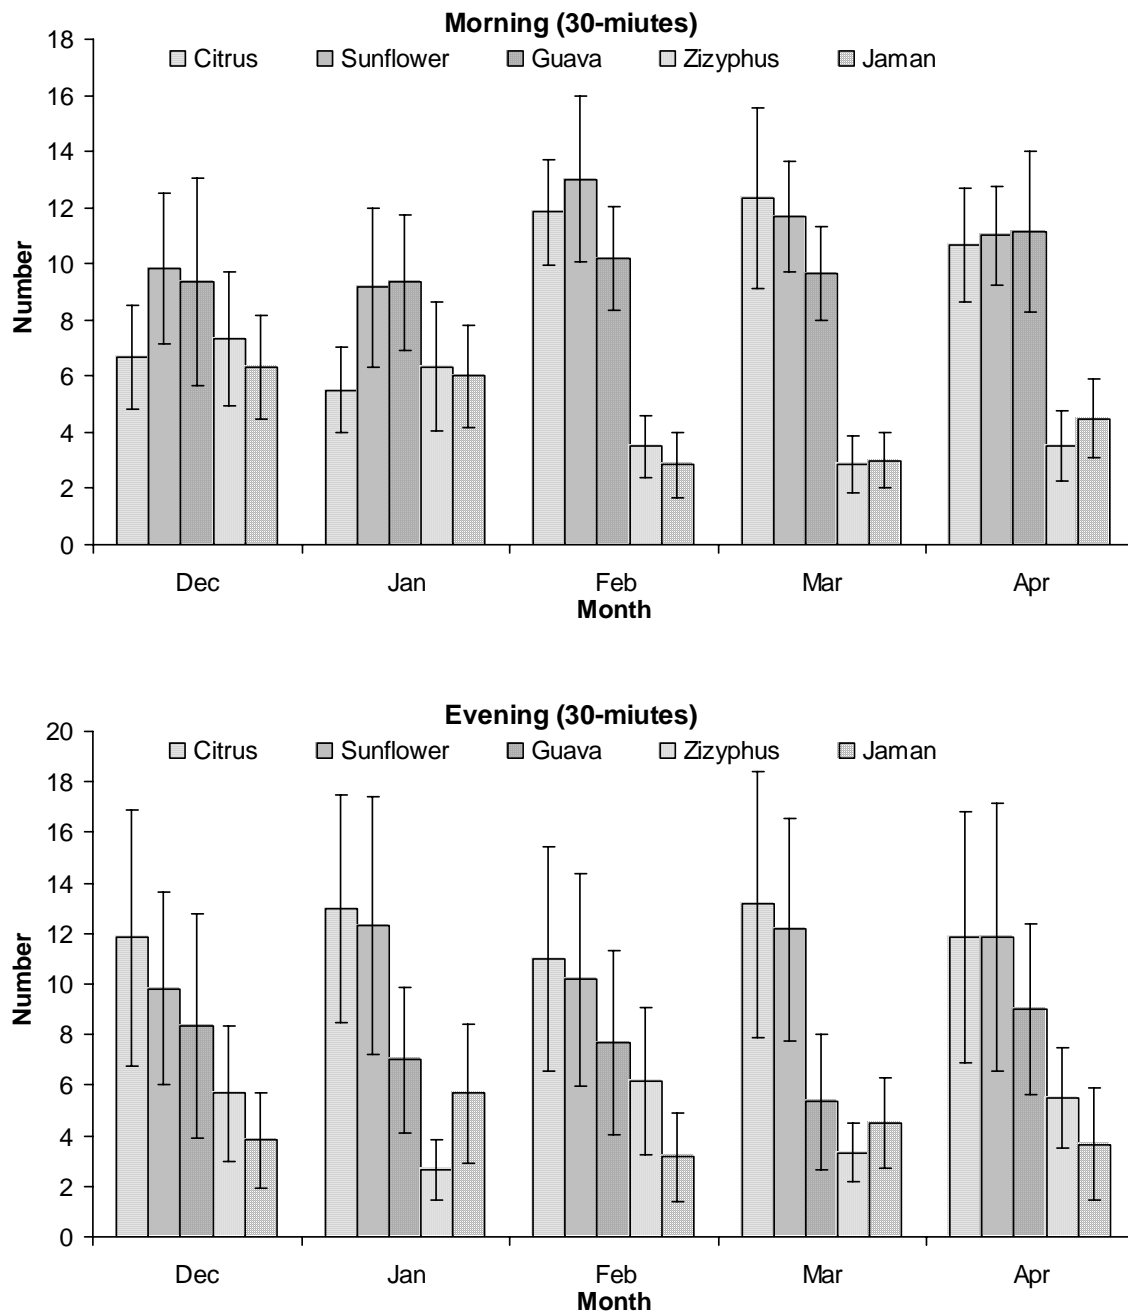 Morning (30-miutes)
Citrus Sunflower Guava Zizyphus Jaman
18
16
14
12
10
8
6
4
2
0
Number
Dec Jan Feb Mar Apr
Month
Evening (30-miutes)
Citrus Sunflower Guava Zizyphus Jaman
20
18
16
14
12
10
8
6
4
2
0
Number
Dec Jan Feb Mar Apr
Month